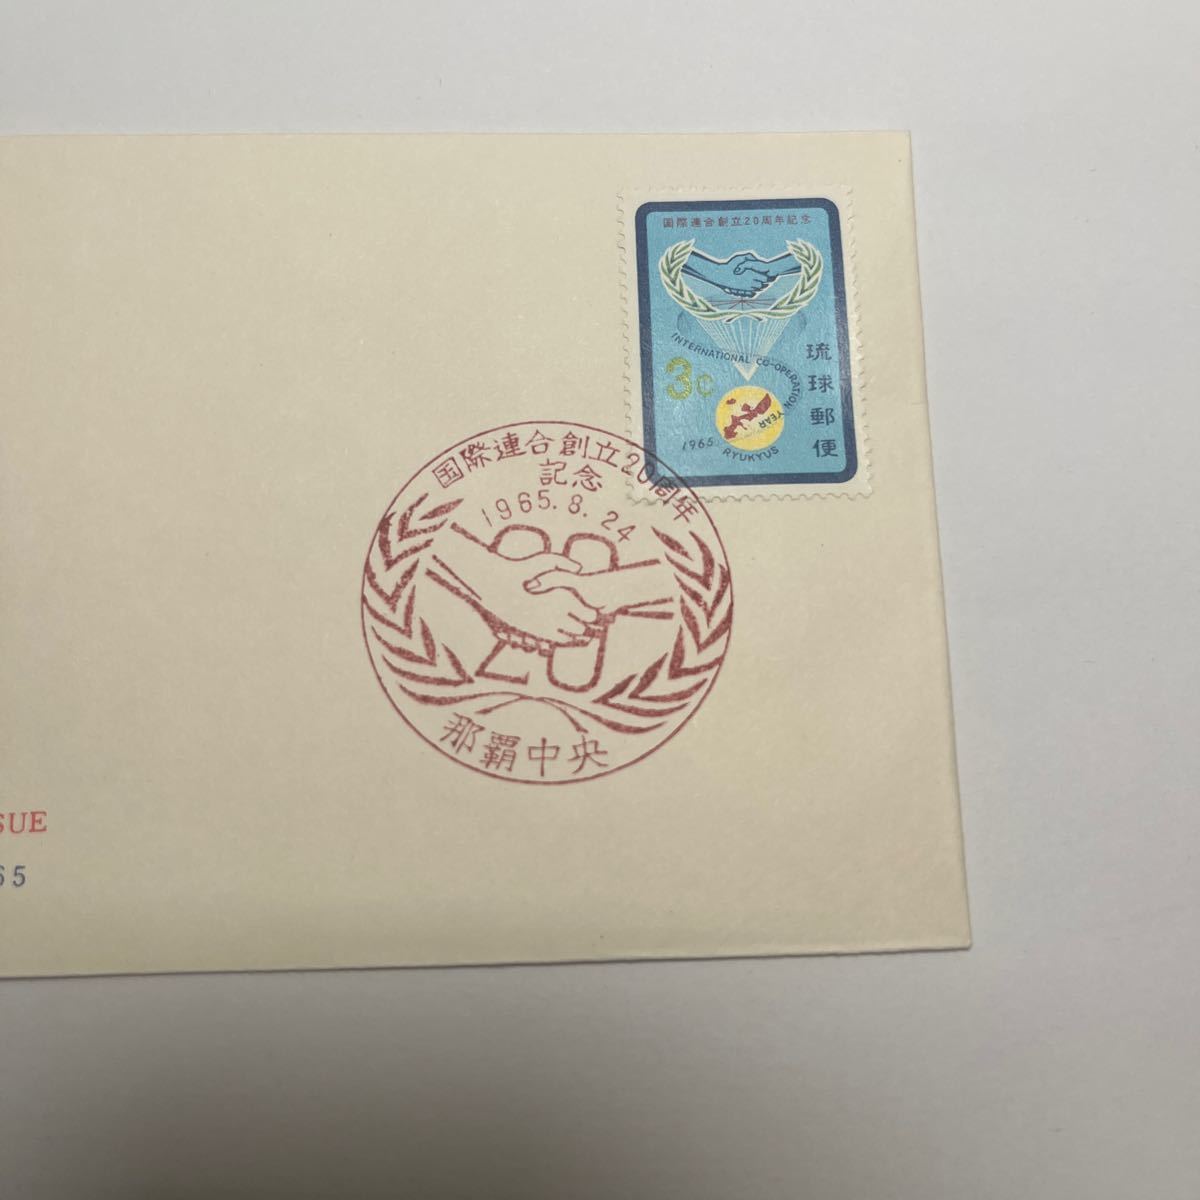 国際連合創立20周年記念
INTERNATIONAL CO-OPERATION YEAR
3¢
琉球郵便
1965
RYUKYUS
国際連合創立20周年
記念
1965.8.24
20
那覇中央
SUE
65